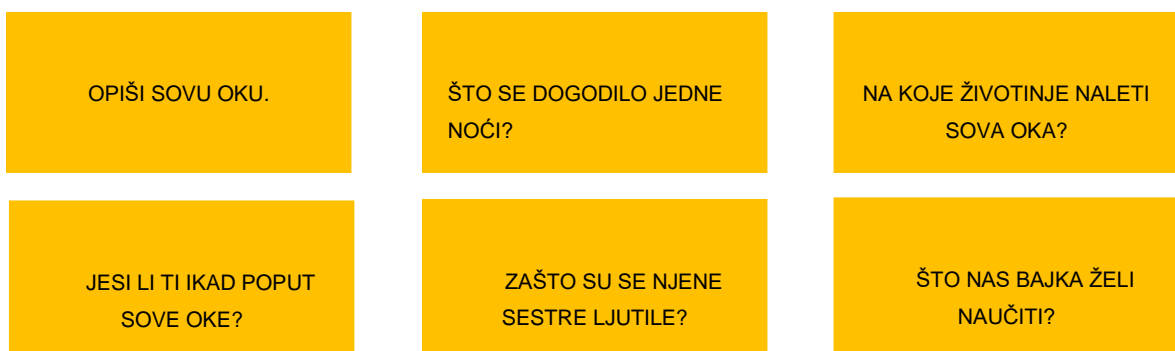 OPIŠI SOVU OKU.
ŠTO SE DOGODILO JEDNE
NOĆI?
NA KOJE ŽIVOTINJE NALETI
SOVA OKA?
JESI LI TI IKAD POPUT
SOVE OKE?
ZAŠTO SU SE NJENE
SESTRE LJUTILE?
ŠTO NAS BAJKA ŽELI
NAUČITI?